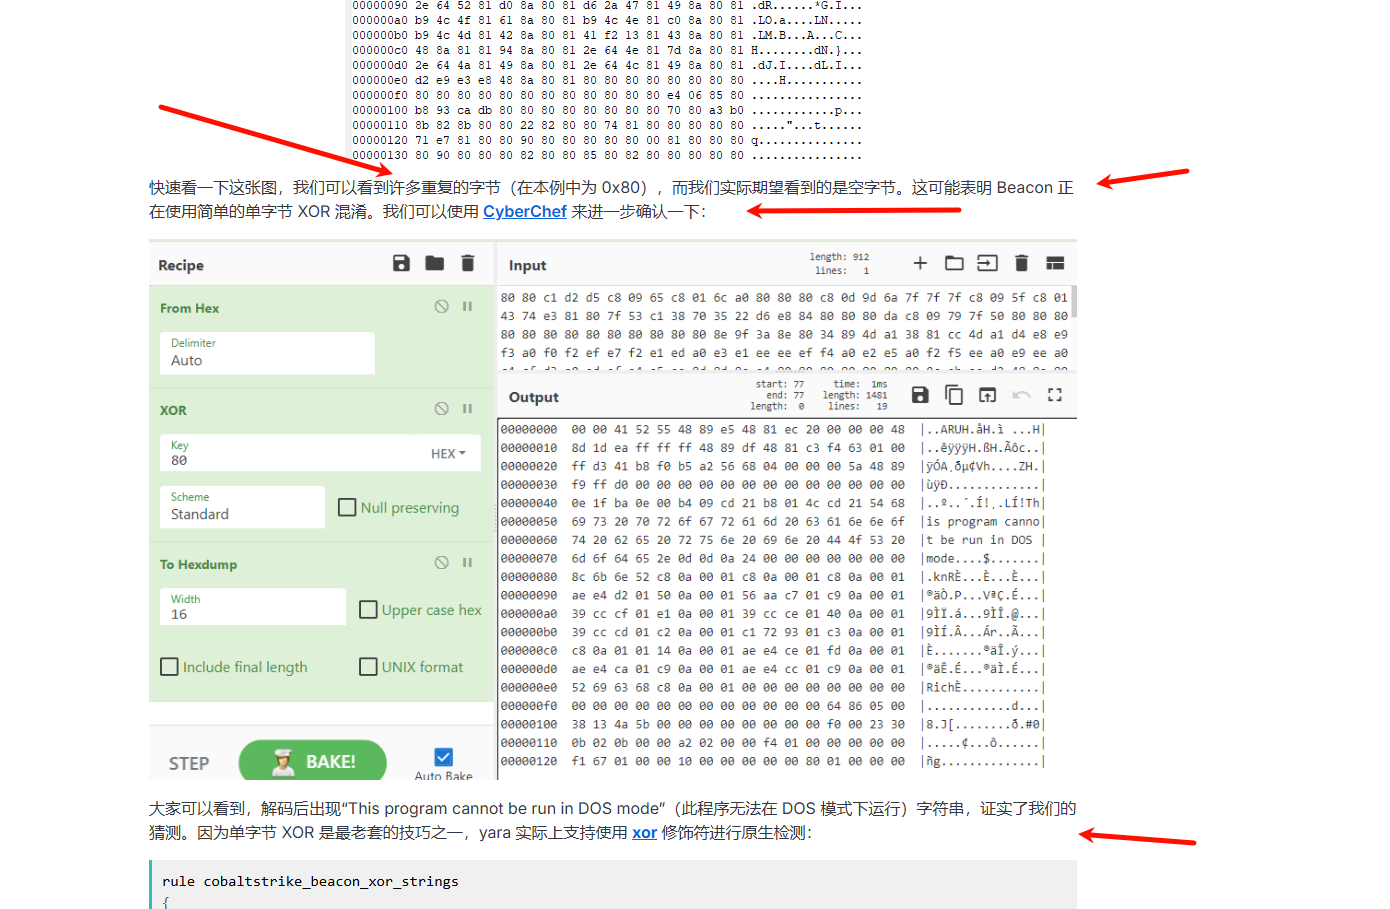 00000090 2e 64 52 81 d0 8a 80 81 d6 2a 47 81 49 8a 80 81 .dR......*G.I...
000000a0 b9 4c 4f 81 61 8a 80 81 b9 4c 4e 81 c0 8a 80 81 .LO.a....LN.....
000000b0 b9 4c 4d 81 42 8a 80 81 41 f2 13 81 43 8a 80 81 .LM.B...A...C...
000000c0 48 8a 81 81 94 8a 80 81 2e 64 4e 81 7d 8a 80 81 H........dN.}...
000000d0 2e 64 4a 81 49 8a 80 81 2e 64 4c 81 49 8a 80 81 .dJ.I....dL.I...
000000e0 d2 e9 e3 e8 48 8a 80 81 80 80 80 80 80 80 80 80 ....H...........
000000f0 80 80 80 80 80 80 80 80 80 80 80 80 e4 06 85 80 ................
00000100 b8 93 ca db 80 80 80 80 80 80 80 80 70 80 a3 b0 ............p...
00000110 8b 82 8b 80 80 22 82 80 80 74 81 80 80 80 80 80 ....."...t......
00000120 71 e7 81 80 80 90 80 80 80 80 80 00 81 80 80 80 q...............
00000130 80 90 80 80 80 82 80 80 85 80 82 80 80 80 80 80 ................
快速看一下这张图，我们可以看到许多重复的字节（在本例中为 0x80），而我们实际期望看到的是空字节。这可能表明 Beacon 正
在使用简单的单字节 XOR 混淆。我们可以使用 CyberChef 来进一步确认一下：
Recipe
Input
length: 912
lines: 1
From Hex
Delimiter
Auto
80 80 c1 d2 d5 c8 09 65 c8 01 6c a0 80 80 80 c8 0d 9d 6a 7f 7f 7f c8 09 5f c8 01
43 74 e3 81 80 7f 53 c1 38 70 35 22 d6 e8 84 80 80 80 da c8 09 79 7f 50 80 80 80
80 80 80 80 80 80 80 80 80 80 8e 9f 3a 8e 80 34 89 4d a1 38 81 cc 4d a1 d4 e8 e9
f3 a0 f0 f2 ef e7 f2 e1 ed a0 e3 e1 ee ee ef f4 a0 e2 e5 a0 f2 f5 ee a0 e9 ee a0
Output
start: 77
end: 77
length: 0
time: 1ms
length: 1481
lines: 19
XOR
Key
80
HEX
Scheme
Standard
Null preserving
To Hexdump
Width
16
Upper case hex
Include final length
UNIX format
00000000 00 00 41 52 55 48 89 e5 48 81 ec 20 00 00 00 48 |..ARUH.åH.ì ...H|
00000010 8d 1d ea ff ff ff 48 89 df 48 81 c3 f4 63 01 00 |..êÿÿÿH.ßH.Ãôc..|
00000020 ff d3 41 b8 f0 b5 a2 56 68 04 00 00 00 5a 48 89 |ÿÓA¸ðµ¢Vh....ZH.|
00000030 f9 ff d0 00 00 00 00 00 00 00 00 00 00 00 00 00 |ùÿÐ.............|
00000040 0e 1f ba 0e 00 b4 09 cd 21 b8 01 4c cd 21 54 68 |..º..´.Í!¸.LÍ!Th|
00000050 69 73 20 70 72 6f 67 72 61 6d 20 63 61 6e 6e 6f |is program canno|
00000060 74 20 62 65 20 72 75 6e 20 69 6e 20 44 4f 53 20 |t be run in DOS |
00000070 6d 6f 64 65 2e 0d 0d 0a 24 00 00 00 00 00 00 00 |mode....$.......|
00000080 8c 6b 6e 52 c8 0a 00 01 c8 0a 00 01 c8 0a 00 01 |.knRÈ...È...È...|
00000090 ae e4 d2 01 50 0a 00 01 56 aa c7 01 c9 0a 00 01 |®äÒ.P...VªÇ.É...|
000000a0 39 cc cf 01 e1 0a 00 01 39 cc ce 01 40 0a 00 01 |9ÌÏ.á...9ÌÎ.@...|
000000b0 39 cc cd 01 c2 0a 00 01 c1 72 93 01 c3 0a 00 01 |9ÌÍ.Â...Ár..Ã...|
000000c0 c8 0a 01 01 14 0a 00 01 ae e4 ce 01 fd 0a 00 01 |È.......®äÎ.ý...|
000000d0 ae e4 ca 01 c9 0a 00 01 ae e4 cc 01 c9 0a 00 01 |®äÊ.É...®äÌ.É...|
000000e0 52 69 63 68 c8 0a 00 01 00 00 00 00 00 00 00 00 |RichÈ...........|
000000f0 00 00 00 00 00 00 00 00 00 00 00 00 64 86 05 00 |............d...|
00000100 38 13 4a 5b 00 00 00 00 00 00 00 00 f0 00 23 30 |8.J[........ð.#0|
00000110 0b 02 0b 00 00 a2 02 00 00 f4 01 00 00 00 00 00 |.....¢...ô......|
00000120 f1 67 01 00 00 10 00 00 00 00 00 80 01 00 00 00 |ñg..............|
STEP
BAKE!
Auto Bake
大家可以看到，解码后出现“This program cannot be run in DOS mode”（此程序无法在 DOS 模式下运行）字符串，证实了我们的
猜测。因为单字节 XOR 是最老套的技巧之一，yara 实际上支持使用 xor 修饰符进行原生检测：
rule cobaltstrike_beacon_xor_strings
{